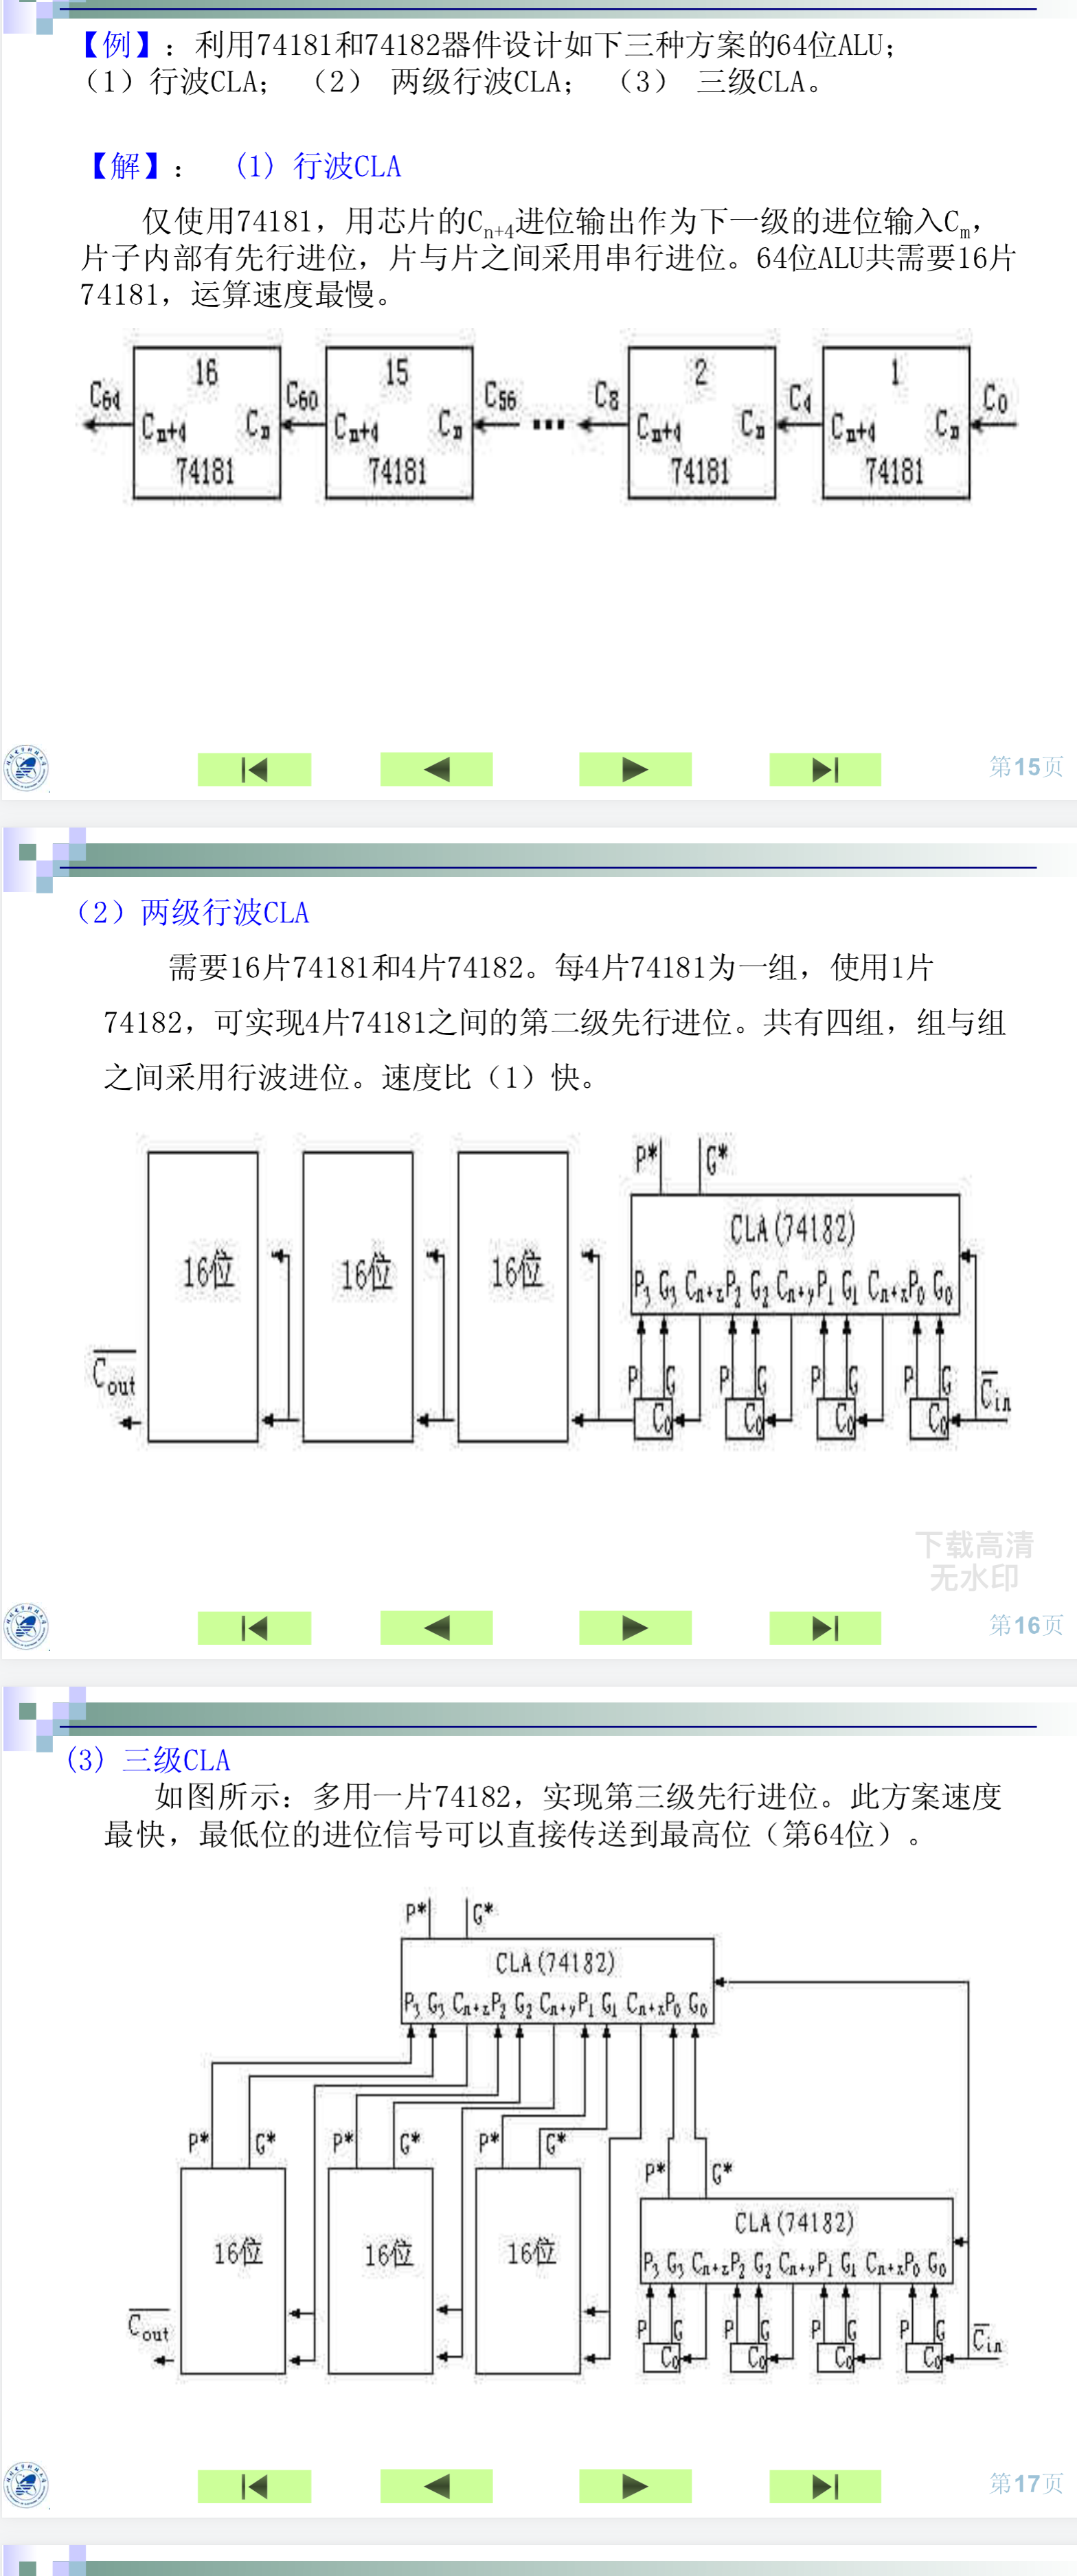 【例】：利用74181和74182器件设计如下三种方案的64位ALU；
（1）行波CLA； （2） 两级行波CLA； （3） 三级CLA。
【解】： (1) 行波CLA
仅使用74181，用芯片的Cn+4进位输出作为下一级的进位输入Cm，
片子内部有先行进位，片与片之间采用串行进位。64位ALU共需要16片
74181，运算速度最慢。
16 15 2 1
C64 C60 C56 C8 C4 C0
Cn+4 Cn Cn+4 Cn ... Cn+4 Cn Cn+4 Cn
74181 74181 74181 74181
第15页
（2）两级行波CLA
需要16片74181和4片74182。每4片74181为一组，使用1片
74182，可实现4片74181之间的第二级先行进位。共有四组，组与组
之间采用行波进位。速度比（1）快。
P* G*
CLA(74182)
16位 16位 16位
P3 G3 Cn+z P2 G2 Cn+y P1 G1 Cn+x P0 G0
P G P G P G P G
Cout C0 C0 C0 C0 Cin
下载高清
无水印
第16页
(3) 三级CLA
如图所示：多用一片74182，实现第三级先行进位。此方案速度
最快，最低位的进位信号可以直接传送到最高位（第64位）。
P* G*
CLA(74182)
P3 G3 Cn+z P2 G2 Cn+y P1 G1 Cn+x P0 G0
P* G* P* G* P* G*
P* G*
CLA(74182)
16位 16位 16位
P3 G3 Cn+z P2 G2 Cn+y P1 G1 Cn+x P0 G0
P G P G P G P G
Cout C0 C0 C0 C0 Cin
第17页